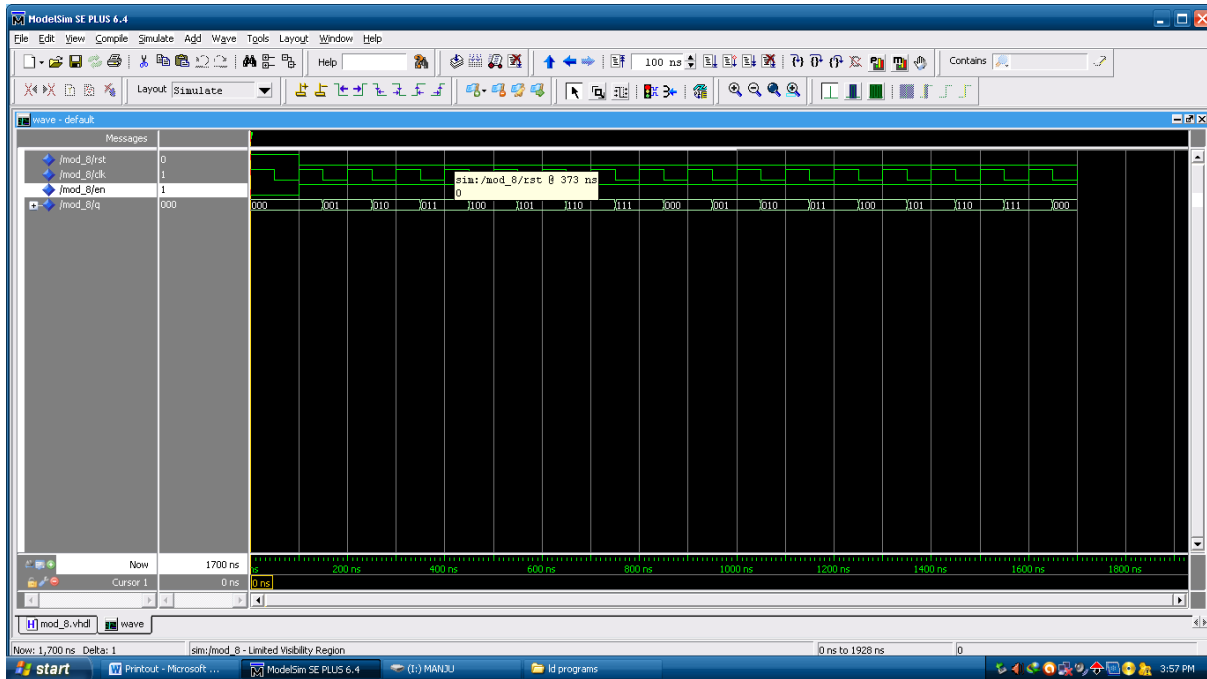 ModelSim SE PLUS 6.4
File Edit View Compile Simulate Add Wave Tools Layout Window Help
Help 100 ns Contains
Layout Simulate
wave - default
Messages
/mod_8/rst 0
/mod_8/clk 1
/mod_8/en 1
/mod_8/q 000 000 001 010 011 100 101 110 111 000 001 010 011 100 101 110 111 000
sim:/mod_8/rst @ 373 ns
0
Now 1700 ns ns 200 ns 400 ns 600 ns 800 ns 1000 ns 1200 ns 1400 ns 1600 ns 1800 ns
Cursor 1 0 ns 0 ns
mod_8.vhdl wave
Now: 1,700 ns Delta: 1 sim:/mod_8 - Limited Visibility Region 0 ns to 1928 ns 0
start Printout - Microsoft ... ModelSim SE PLUS 6.4 (I:) MANJU ld programs 3:57 PM